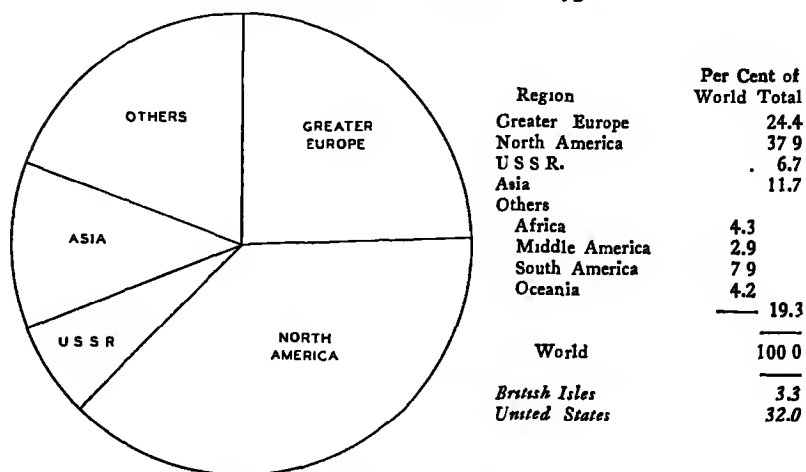 OTHERS
GREATER
EUROPE
ASIA
U S S R
NORTH
AMERICA
Per Cent of
Region World Total
Greater Europe 24.4
North America 37 9
U S S R. . 6.7
Asia 11.7
Others
Africa 4.3
Middle America 2.9
South America 7 9
Oceania 4.2
19.3
World 100 0
British Isles 3.3
United States 32.0